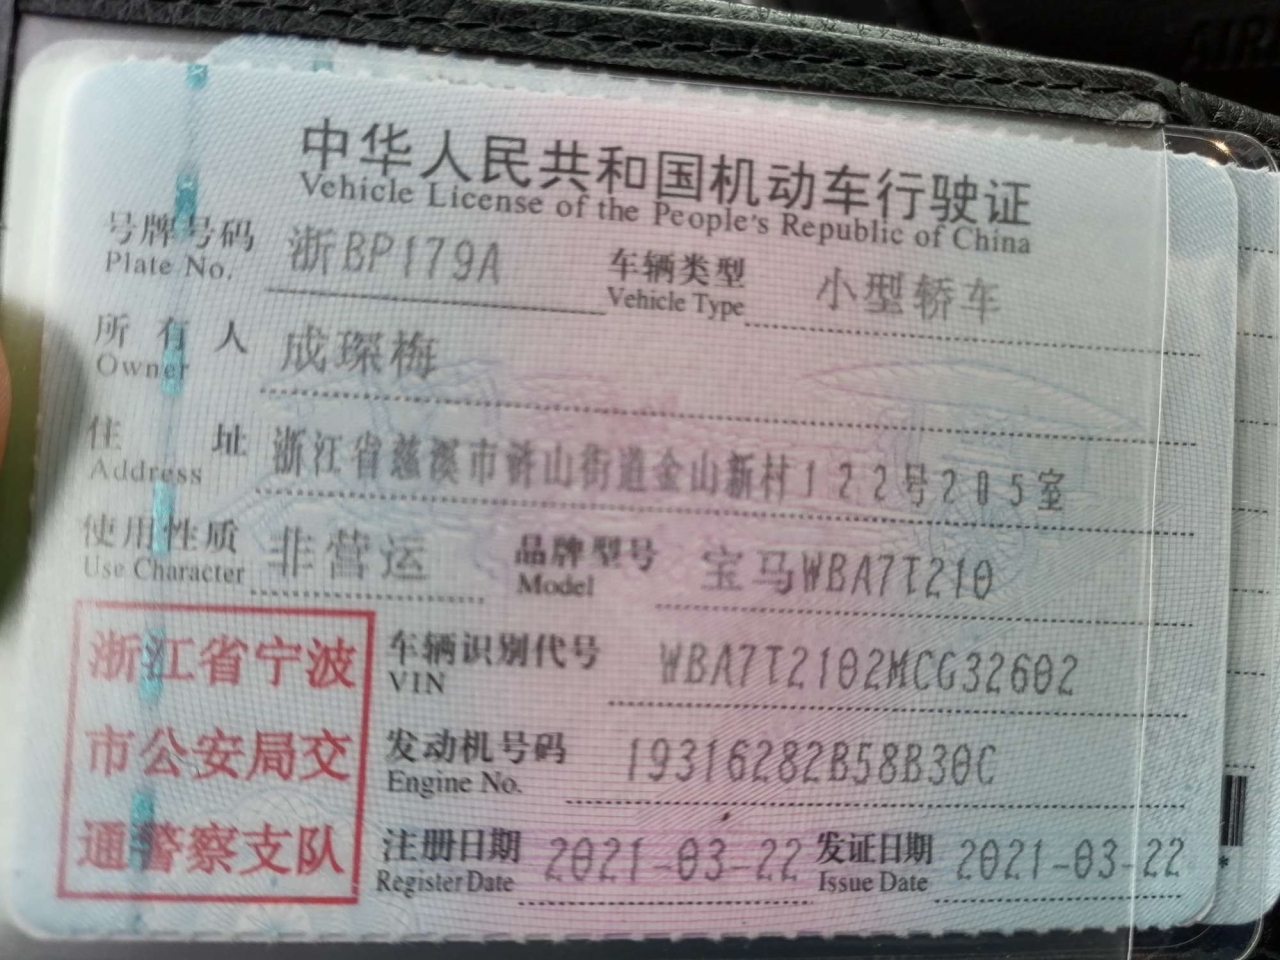 中华人民共和国机动车行驶证
Vehicle License of the People's Republic of China
号牌号码 浙BP179A 车辆类型 小型轿车
Plate No. Vehicle Type
所有人 成琛梅
Owner
住址 浙江省慈溪市浒山街道金山新村122号205室
Address
使用性质 非营运 品牌型号 宝马WBA7T210
Use Character Model
浙江省宁波
市公安局交
通警察支队
车辆识别代号 WBA7T2102MCG32602
VIN
发动机号码 19316282B58B30C
Engine No.
注册日期 2021-03-22 发证日期 2021-03-22
Register Date Issue Date